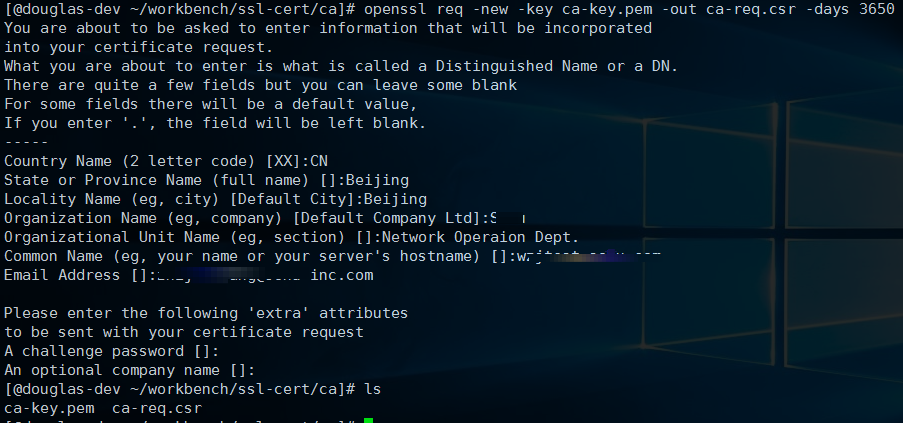 [@douglas-dev ~/workbench/ssl-cert/ca]# openssl req -new -key ca-key.pem -out ca-req.csr -days 3650
You are about to be asked to enter information that will be incorporated
into your certificate request.
What you are about to enter is what is called a Distinguished Name or a DN.
There are quite a few fields but you can leave some blank
For some fields there will be a default value,
If you enter '.', the field will be left blank.
-----
Country Name (2 letter code) [XX]:CN
State or Province Name (full name) []:Beijing
Locality Name (eg, city) [Default City]:Beijing
Organization Name (eg, company) [Default Company Ltd]:
Organizational Unit Name (eg, section) []:Network Operaion Dept.
Common Name (eg, your name or your server's hostname) []:
Email Address []: inc.com
Please enter the following 'extra' attributes
to be sent with your certificate request
A challenge password []:
An optional company name []:
[@douglas-dev ~/workbench/ssl-cert/ca]# ls
ca-key.pem  ca-req.csr